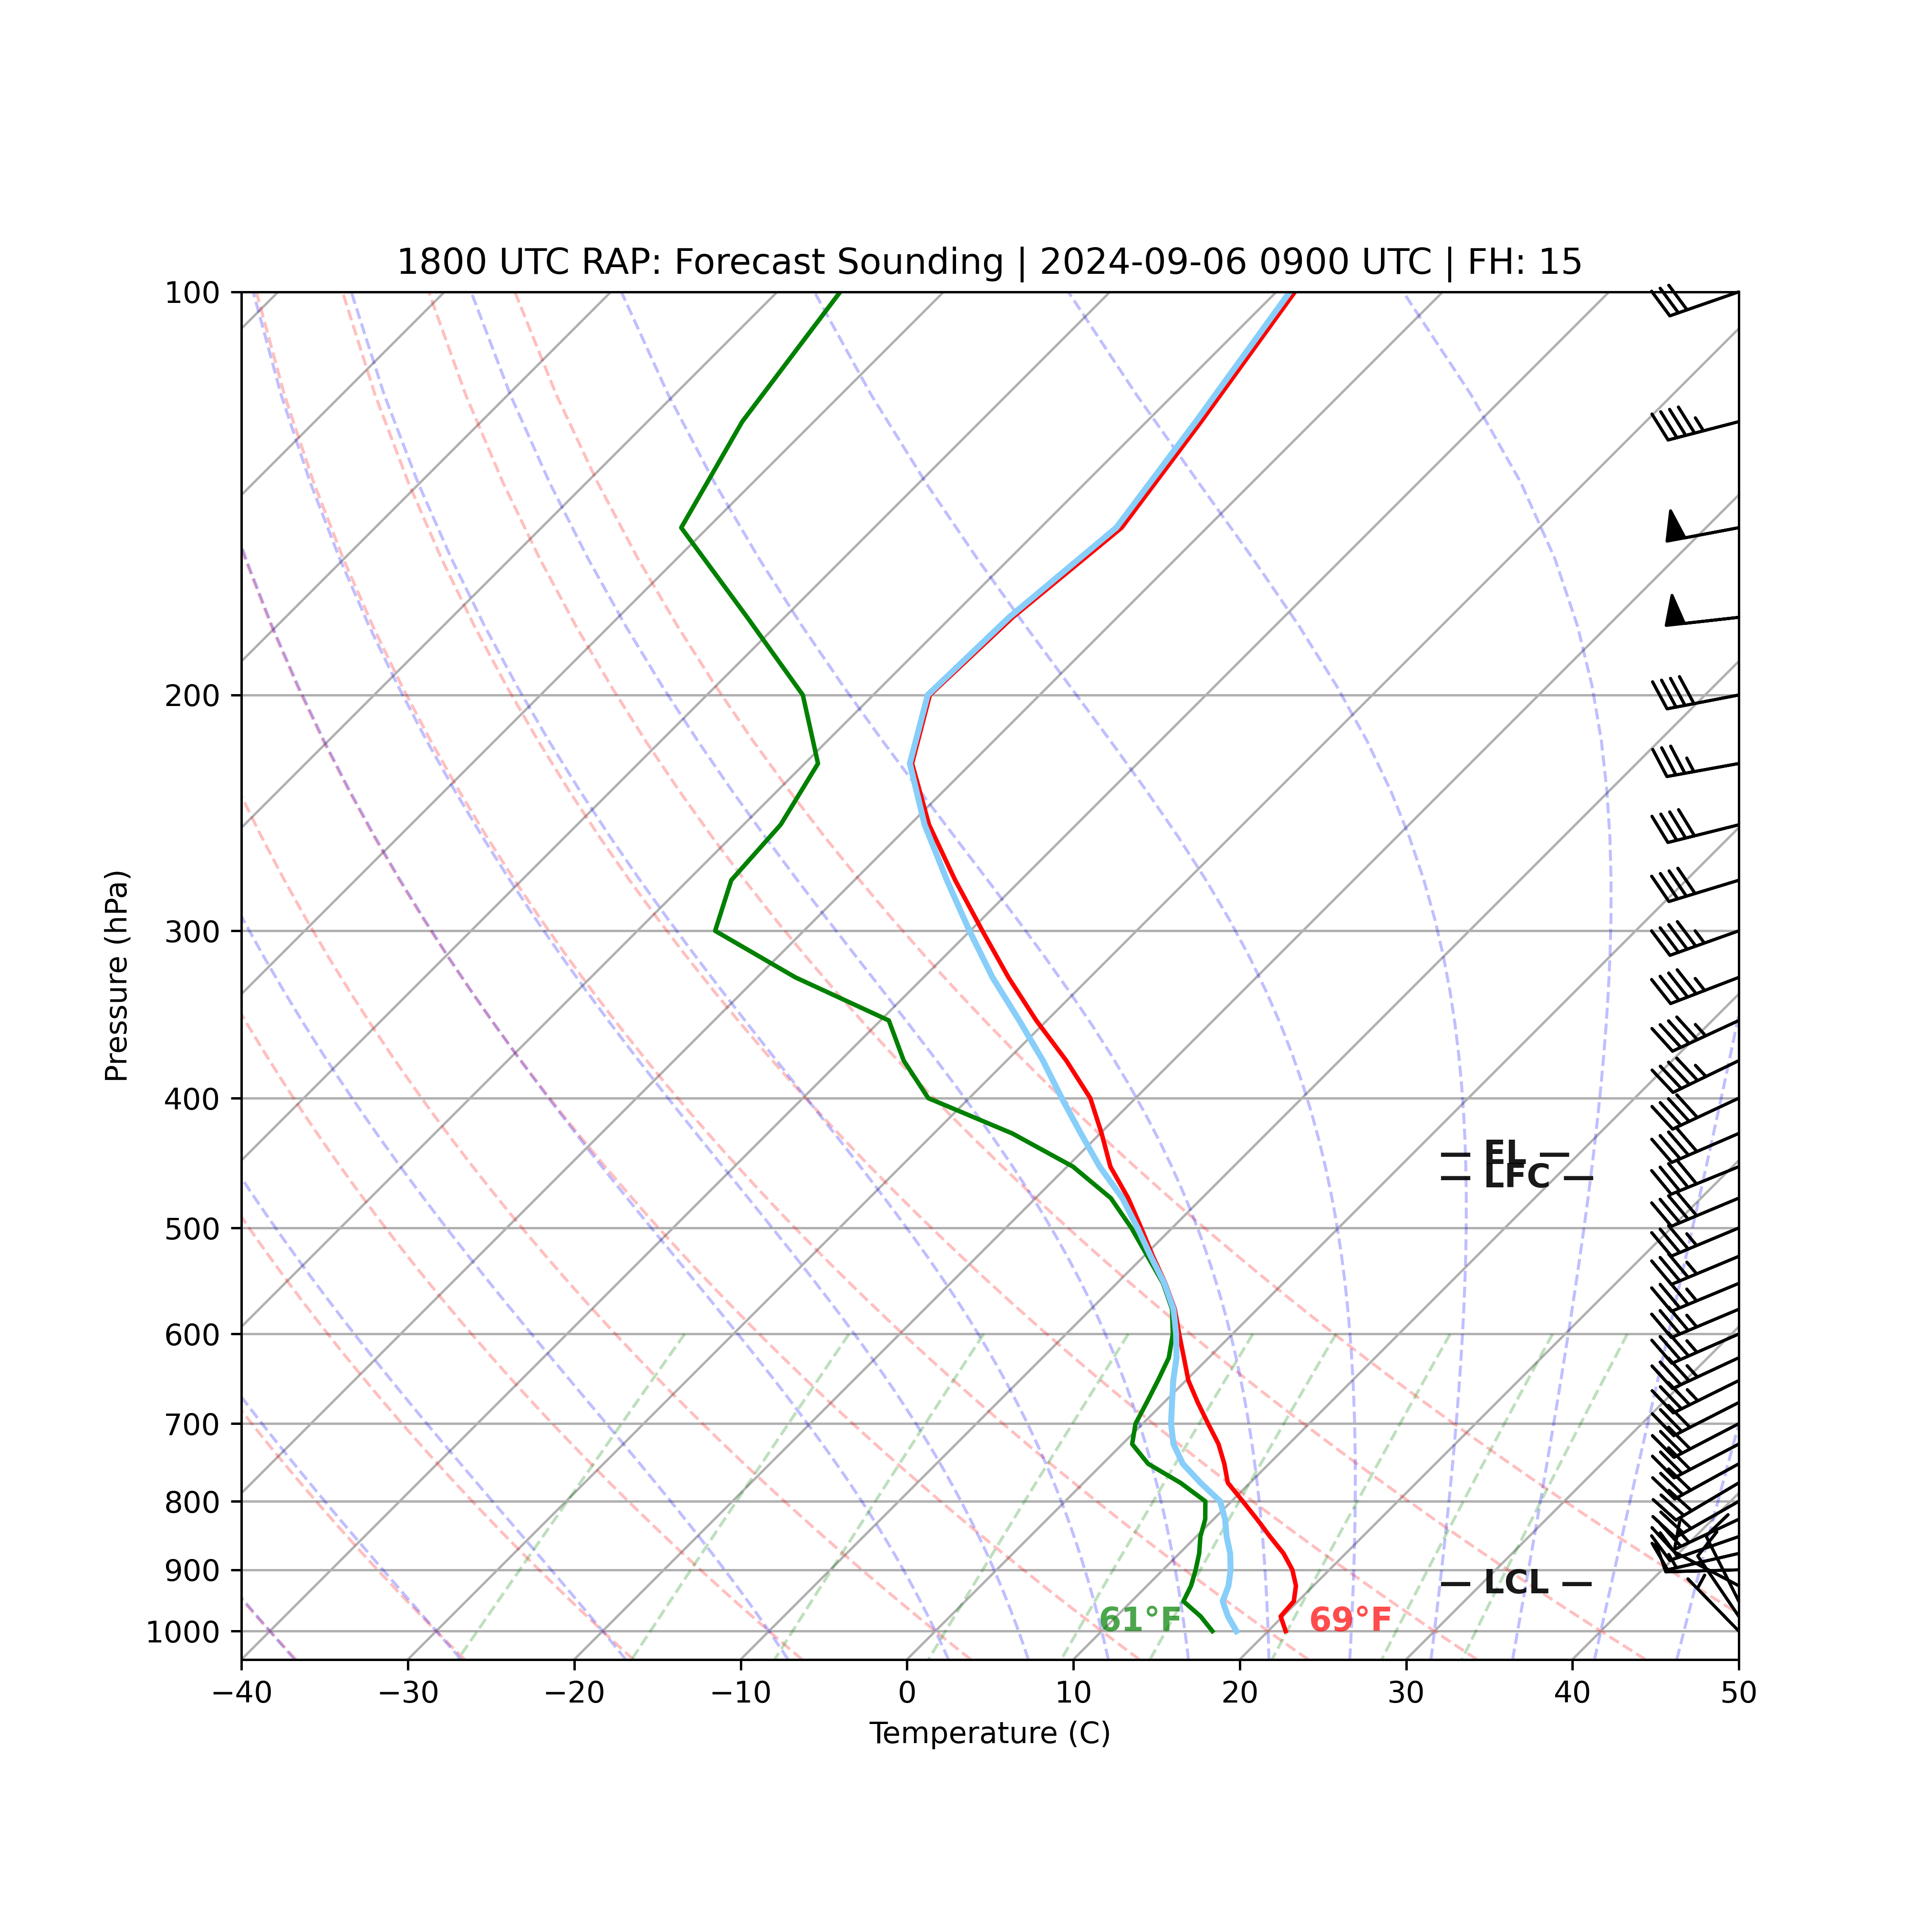 1800 UTC RAP: Forecast Sounding | 2024-09-06 0900 UTC | FH: 15
100
200
300
400
500
600
700
800
900
1000
Pressure (hPa)
— EL —
— LFC —
— LCL —
61°F
69°F
−40 −30 −20 −10 0 10 20 30 40 50
Temperature (C)